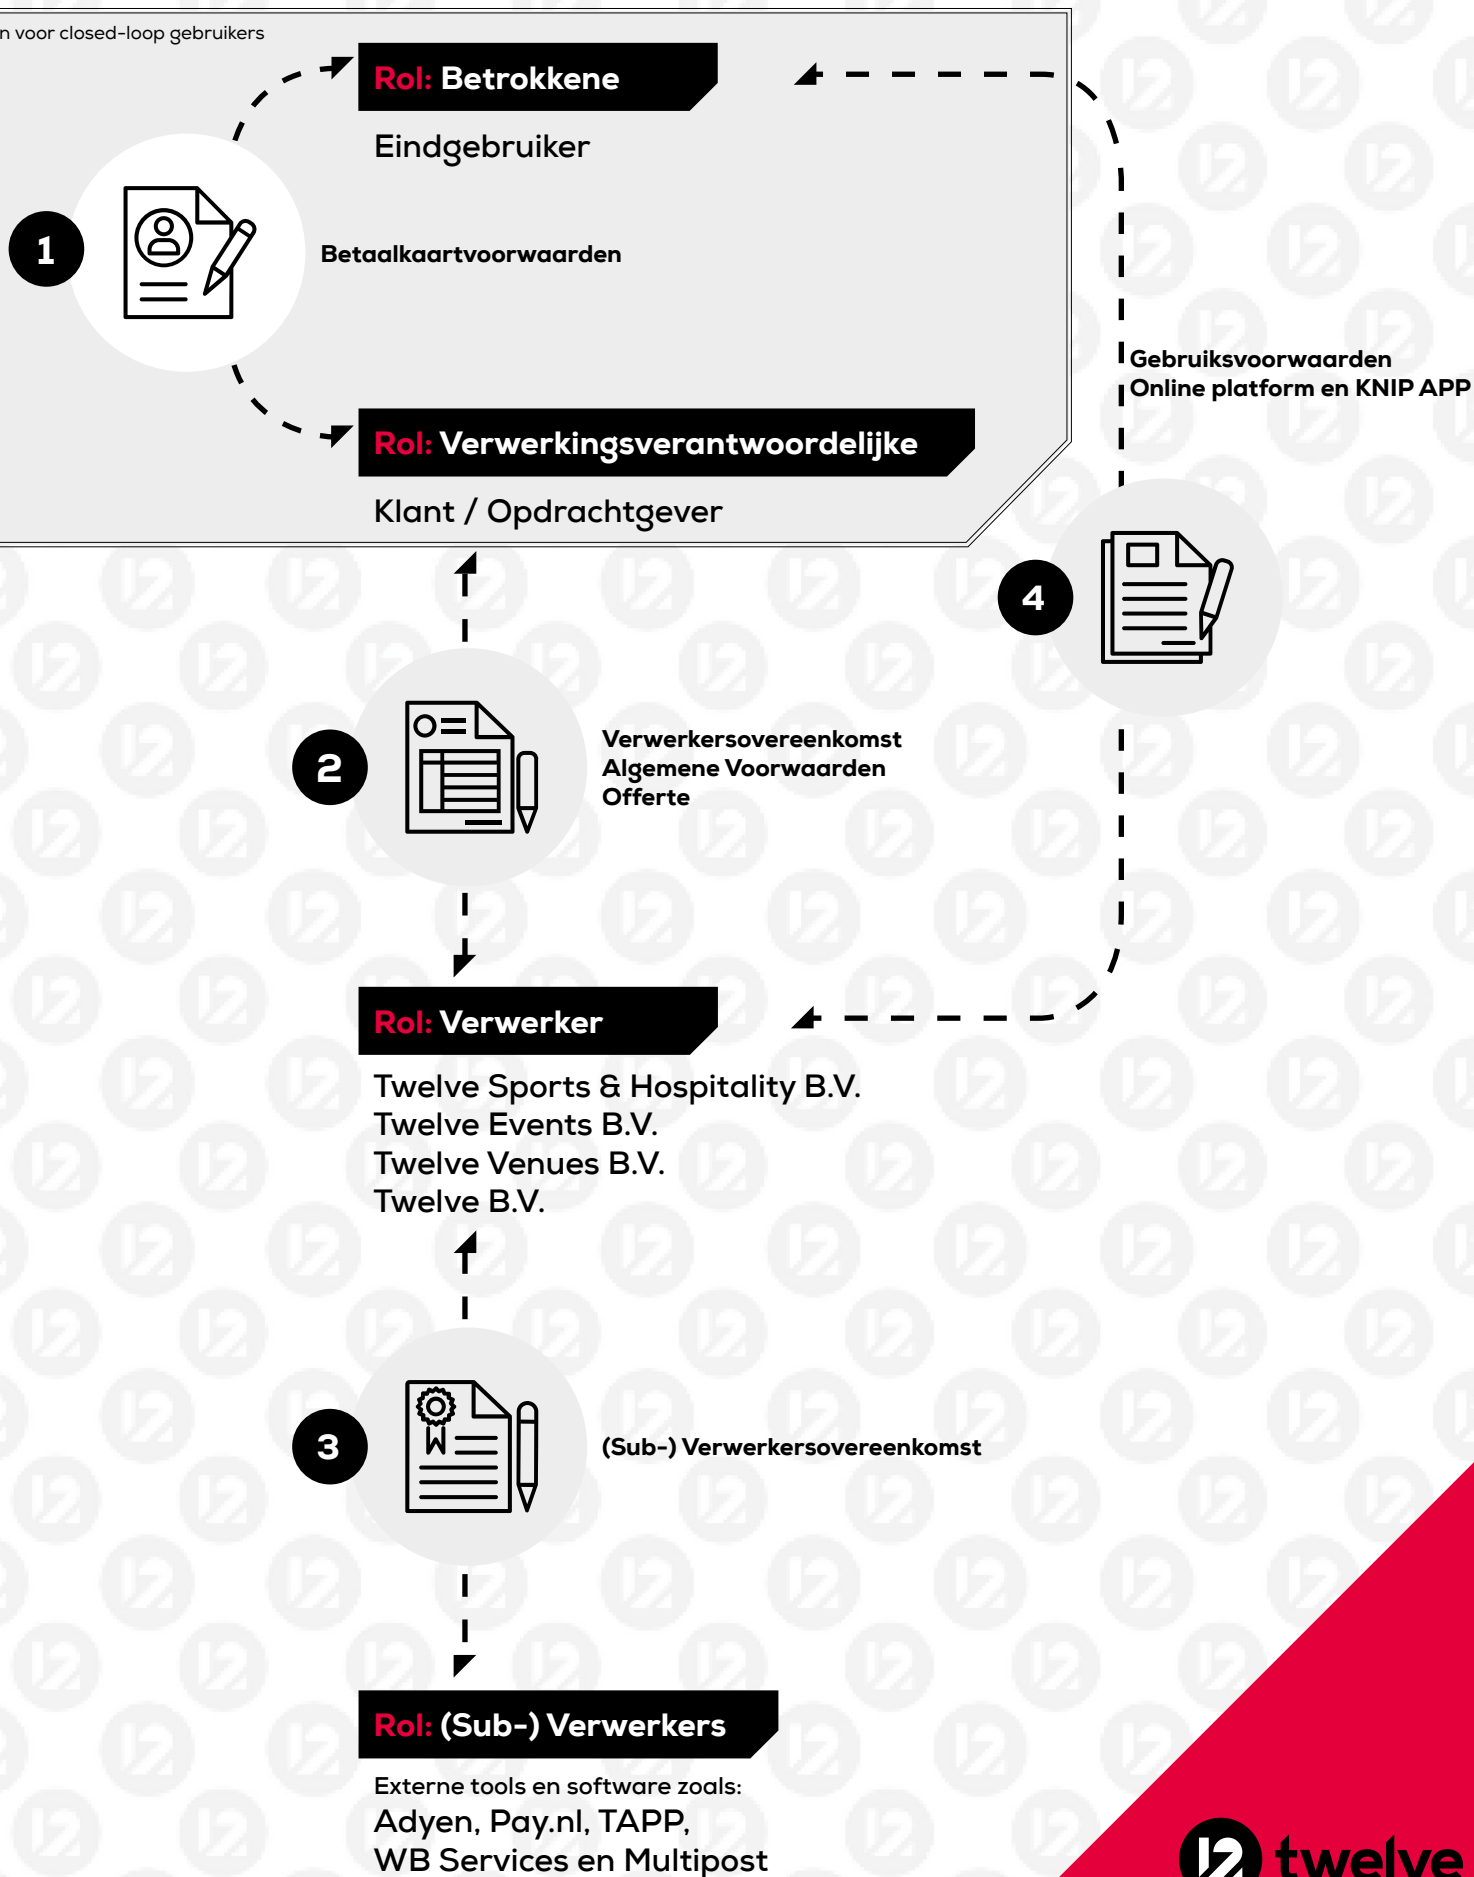 voor closed-loop gebruikers
Rol: Betrokkene
Eindgebruiker
1
Betaalkaartvoorwaarden
Gebruiksvoorwaarden
Online platform en KNIP APP
Rol: Verwerkingsverantwoordelijke
Klant / Opdrachtgever
4
2
Verwerkersovereenkomst
Algemene Voorwaarden
Offerte
Rol: Verwerker
Twelve Sports & Hospitality B.V.
Twelve Events B.V.
Twelve Venues B.V.
Twelve B.V.
3
(Sub-) Verwerkersovereenkomst
Rol: (Sub-) Verwerkers
Externe tools en software zoals:
Adyen, Pay.nl, TAPP,
WB Services en Multipost
12 twelve